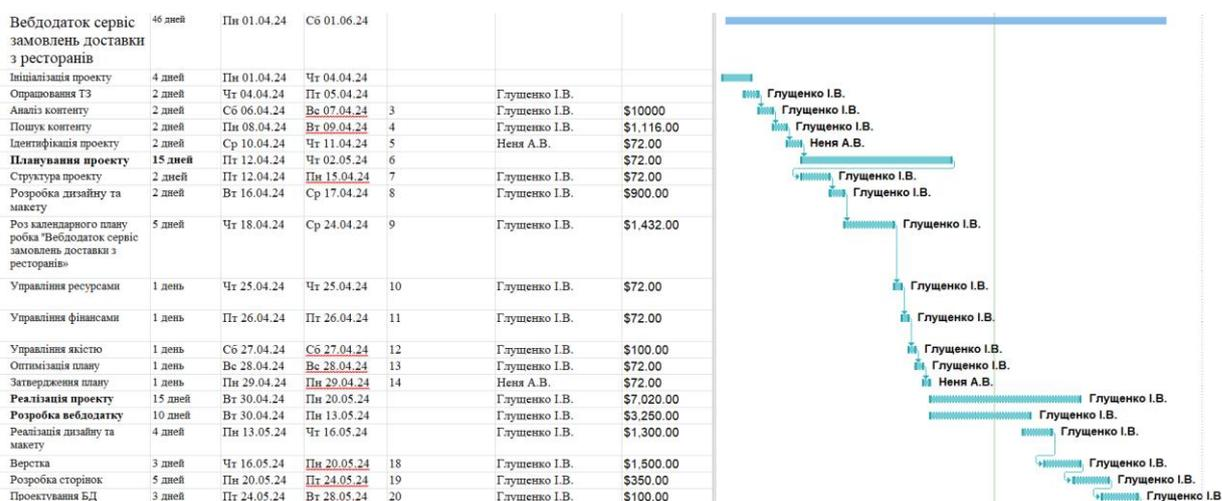 Вебдодаток сервіс замовлень доставки з ресторанів 46 дней Пн 01.04.24 Сб 01.06.24
Ініціалізація проекту 4 дней Пн 01.04.24 Чт 04.04.24
Опрацювання ТЗ 2 дней Чт 04.04.24 Пт 05.04.24 Глущенко І.В. Глущенко І.В.
Аналіз контенту 2 дней Сб 06.04.24 Вс 07.04.24 3 Глущенко І.В. $10000 Глущенко І.В.
Пошук контенту 2 дней Пн 08.04.24 Вт 09.04.24 4 Глущенко І.В. $1,116.00 Глущенко І.В.
Ідентифікація проекту 2 дней Ср 10.04.24 Чт 11.04.24 5 Неня А.В. $72.00 Неня А.В.
Планування проекту 15 дней Пт 12.04.24 Чт 02.05.24 6 $72.00
Структура проекту 2 дней Пт 12.04.24 Пн 15.04.24 7 Глущенко І.В. $72.00 Глущенко І.В.
Розробка дизайну та макету 2 дней Вт 16.04.24 Ср 17.04.24 8 Глущенко І.В. $900.00 Глущенко І.В.
Роз календарного плану робка "Вебдодаток сервіс замовлень доставки з ресторанів» 5 дней Чт 18.04.24 Ср 24.04.24 9 Глущенко І.В. $1,432.00 Глущенко І.В.
Управління ресурсами 1 день Чт 25.04.24 Чт 25.04.24 10 Глущенко І.В. $72.00 Глущенко І.В.
Управління фінансами 1 день Пт 26.04.24 Пт 26.04.24 11 Глущенко І.В. $72.00 Глущенко І.В.
Управління якістю 1 день Сб 27.04.24 Сб 27.04.24 12 Глущенко І.В. $100.00 Глущенко І.В.
Оптимізація плану 1 день Вс 28.04.24 Вс 28.04.24 13 Глущенко І.В. $72.00 Глущенко І.В.
Затвердження плану 1 день Пн 29.04.24 Пн 29.04.24 14 Неня А.В. $72.00 Неня А.В.
Реалізація проекту 15 дней Вт 30.04.24 Пн 20.05.24 Глущенко І.В. $7,020.00 Глущенко І.В.
Розробка вебдодатку 10 дней Вт 30.04.24 Пн 13.05.24 Глущенко І.В. $3,250.00 Глущенко І.В.
Реалізація дизайну та макету 4 дней Пн 13.05.24 Чт 16.05.24 Глущенко І.В. $1,300.00 Глущенко І.В.
Верстка 3 дней Чт 16.05.24 Пн 20.05.24 18 Глущенко І.В. $1,500.00 Глущенко І.В.
Розробка сторінок 5 дней Пн 20.05.24 Пт 24.05.24 19 Глущенко І.В. $350.00 Глущенко І.В.
Проектування БД 3 дней Пт 24.05.24 Вт 28.05.24 20 Глущенко І.В. $100.00 Глущенко І.В